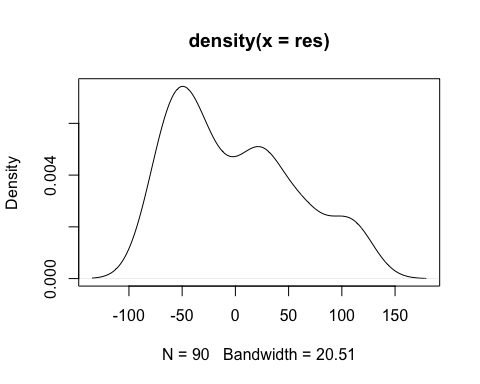 density(x = res)
Density
0.000
0.004
-100 -50 0 50 100 150
N = 90 Bandwidth = 20.51